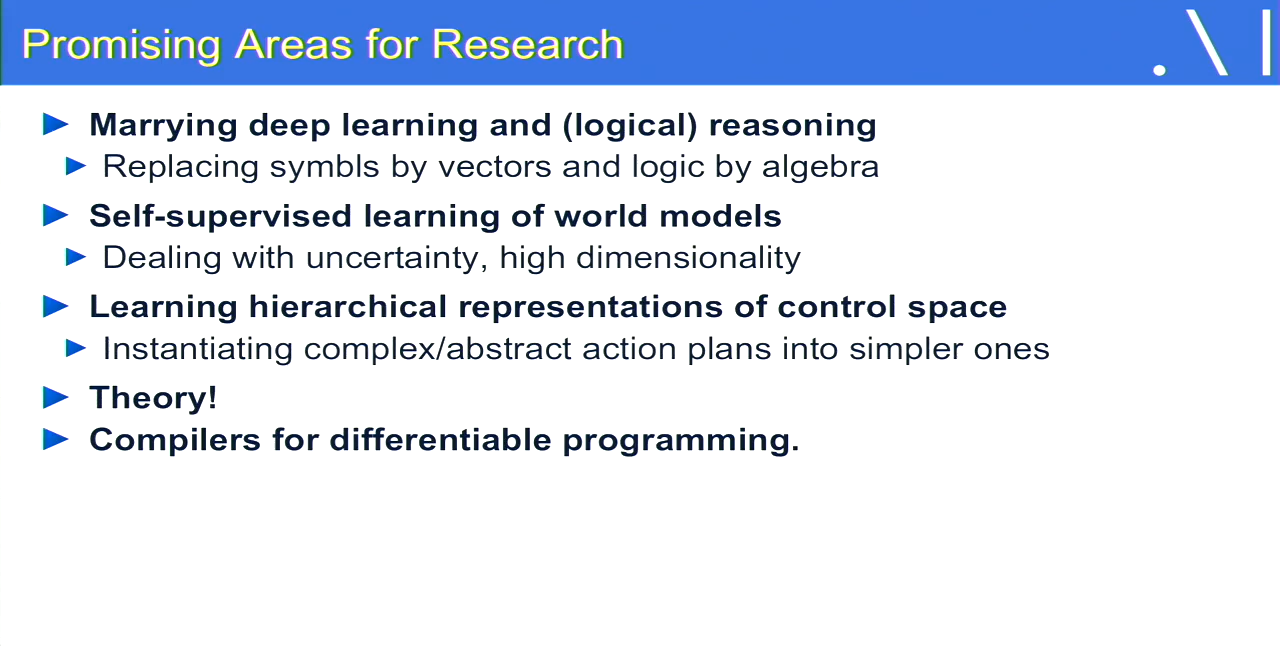 Promising Areas for Research
Marrying deep learning and (logical) reasoning
Replacing symbls by vectors and logic by algebra
Self-supervised learning of world models
Dealing with uncertainty, high dimensionality
Learning hierarchical representations of control space
Instantiating complex/abstract action plans into simpler ones
Theory!
Compilers for differentiable programming.